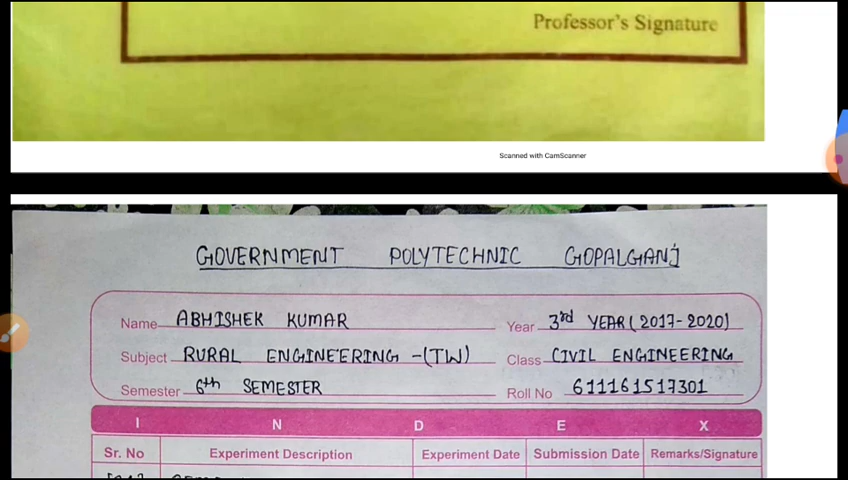 Professor's Signature
Scanned with CamScanner
GOVERNMENT POLYTECHNIC GOPALGANJ
Name ABHISHEK KUMAR Year 3rd YEAR (2017-2020)
Subject RURAL ENGINEERING -(TW) Class CIVIL ENGINEERING
Semester 6th SEMESTER Roll No 611161517301
I N D E X
Sr. No Experiment Description Experiment Date Submission Date Remarks/Signature